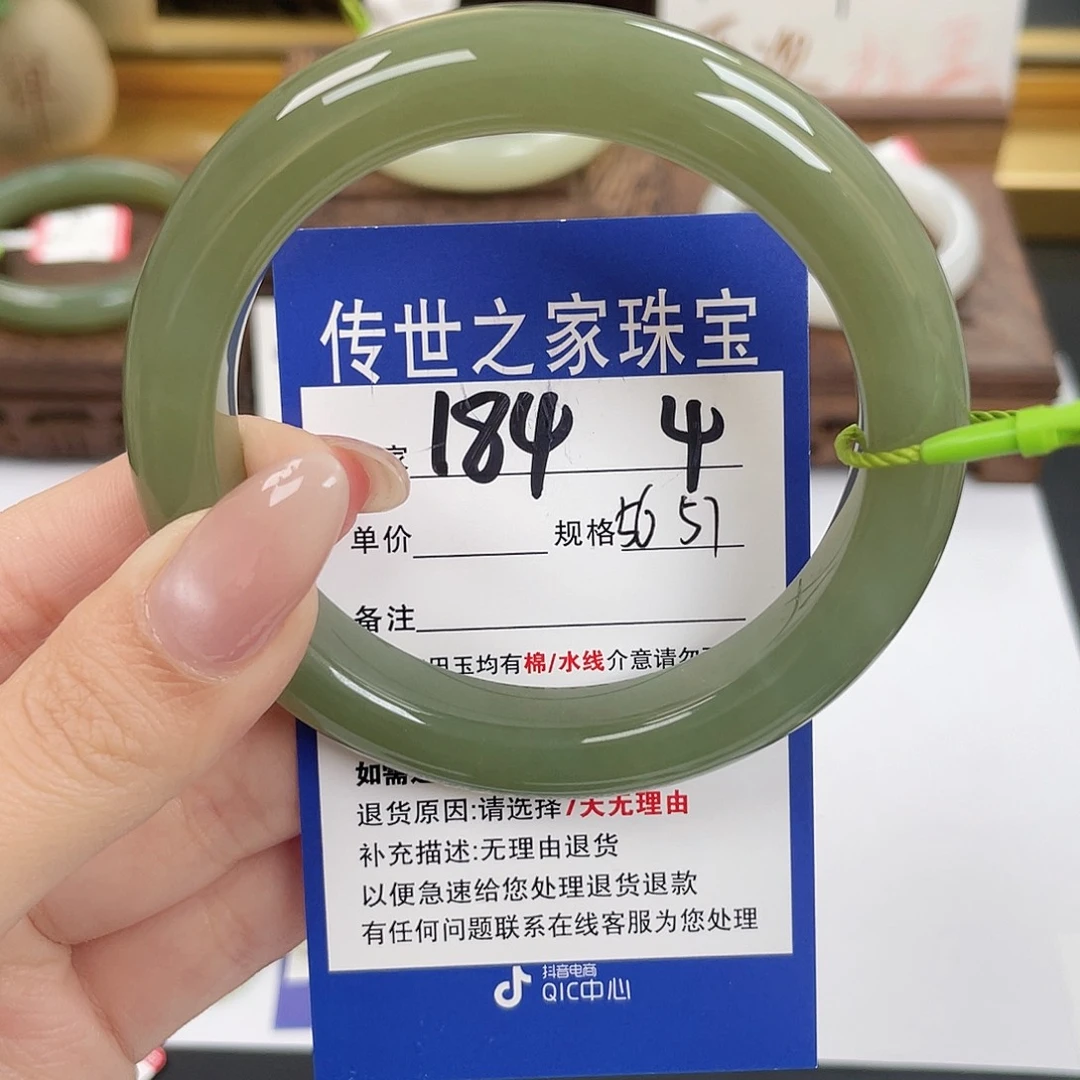 传世之家珠宝
家 184 4
单价 规格 56 57
备注
田玉均有棉/水线介意请勿
如需
退货原因:请选择7天无理由
补充描述:无理由退货
以便急速给您处理退货退款
有任何问题联系在线客服为您处理
抖音电商
QIC中心